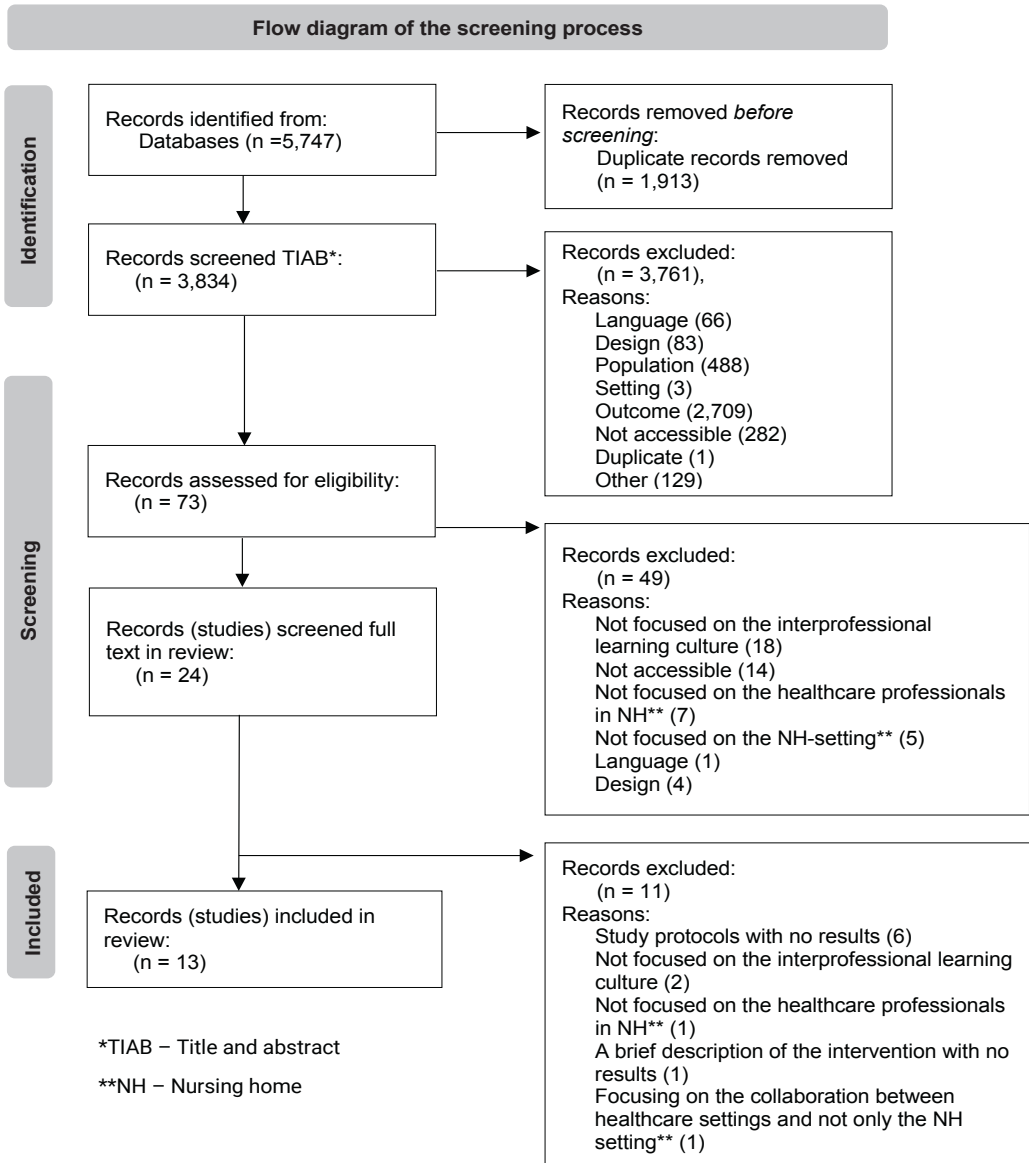 Flow diagram of the screening process
Identification
Records identified from:
Databases (n =5,747)
Records removed before
screening:
Duplicate records removed
(n = 1,913)
Records screened TIAB*:
(n = 3,834)
Records excluded:
(n = 3,761),
Reasons:
Language (66)
Design (83)
Population (488)
Setting (3)
Outcome (2,709)
Not accessible (282)
Duplicate (1)
Other (129)
Screening
Records assessed for eligibility:
(n = 73)
Records excluded:
(n = 49)
Reasons:
Not focused on the interprofessional
learning culture (18)
Not accessible (14)
Not focused on the healthcare professionals
in NH** (7)
Not focused on the NH-setting** (5)
Language (1)
Design (4)
Records (studies) screened full
text in review:
(n = 24)
Included
Records (studies) included in
review:
(n = 13)
Records excluded:
(n = 11)
Reasons:
Study protocols with no results (6)
Not focused on the interprofessional learning
culture (2)
Not focused on the healthcare professionals
in NH** (1)
A brief description of the intervention with no
results (1)
Focusing on the collaboration between
healthcare settings and not only the NH
setting** (1)
*TIAB – Title and abstract
**NH – Nursing home